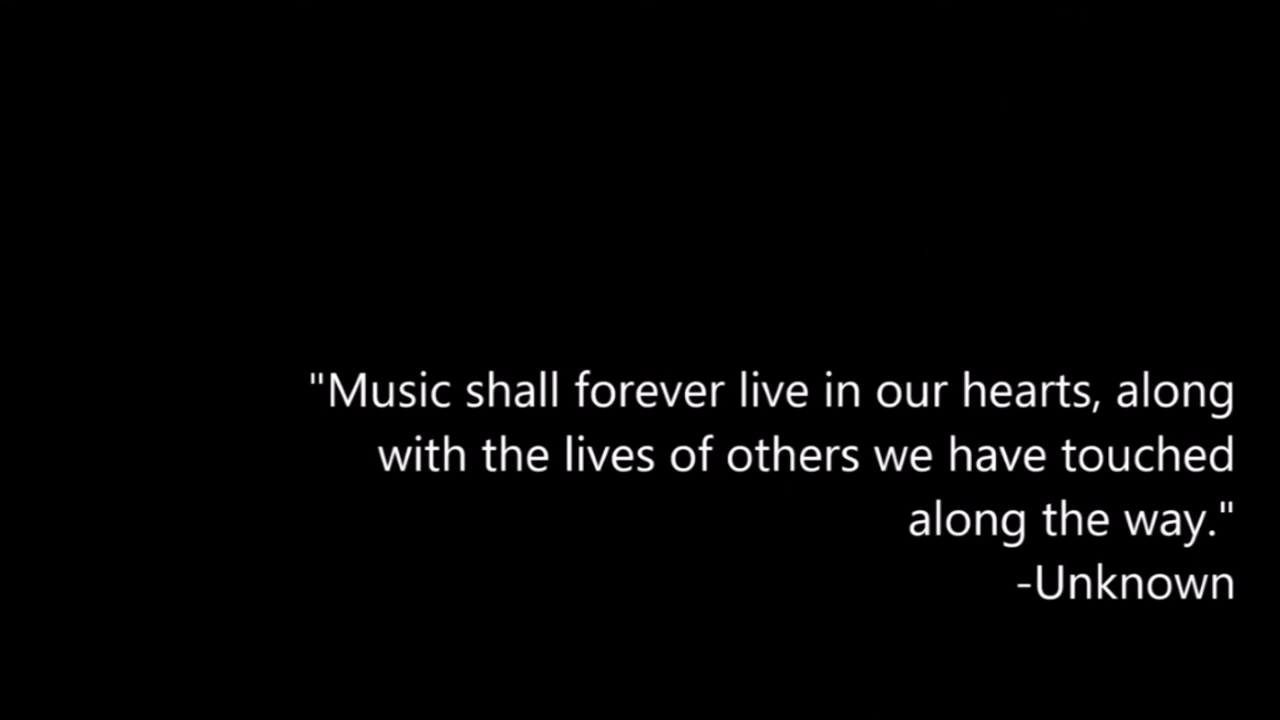 "Music shall forever live in our hearts, along
with the lives of others we have touched
along the way."
-Unknown